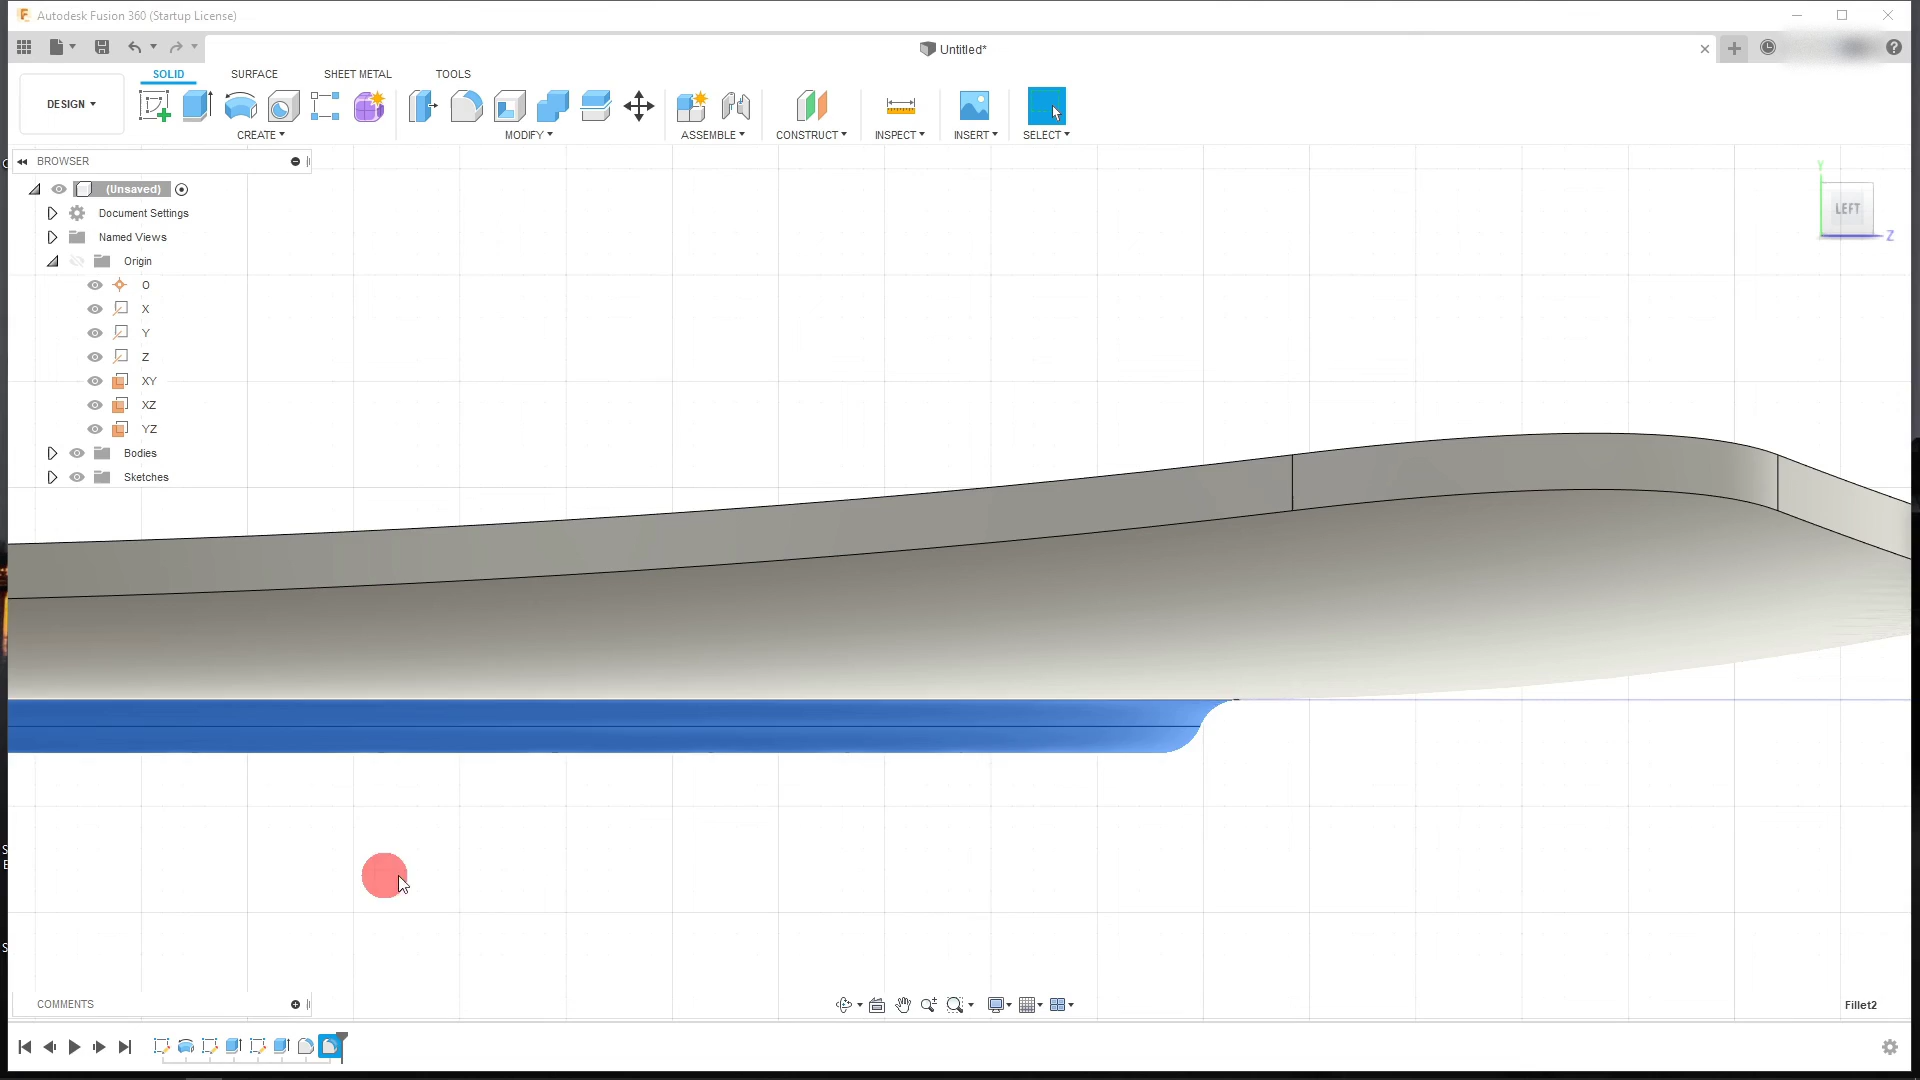 Autodesk Fusion 360 (Startup License)
Untitled*
SOLID
SURFACE
SHEET METAL
TOOLS
DESIGN
CREATE
MODIFY
ASSEMBLE
CONSTRUCT
INSPECT
INSERT
SELECT
BROWSER
(Unsaved)
Document Settings
Named Views
Origin
O
X
Y
Z
XY
XZ
YZ
Bodies
Sketches
Y
LEFT
Z
COMMENTS
Fillet2